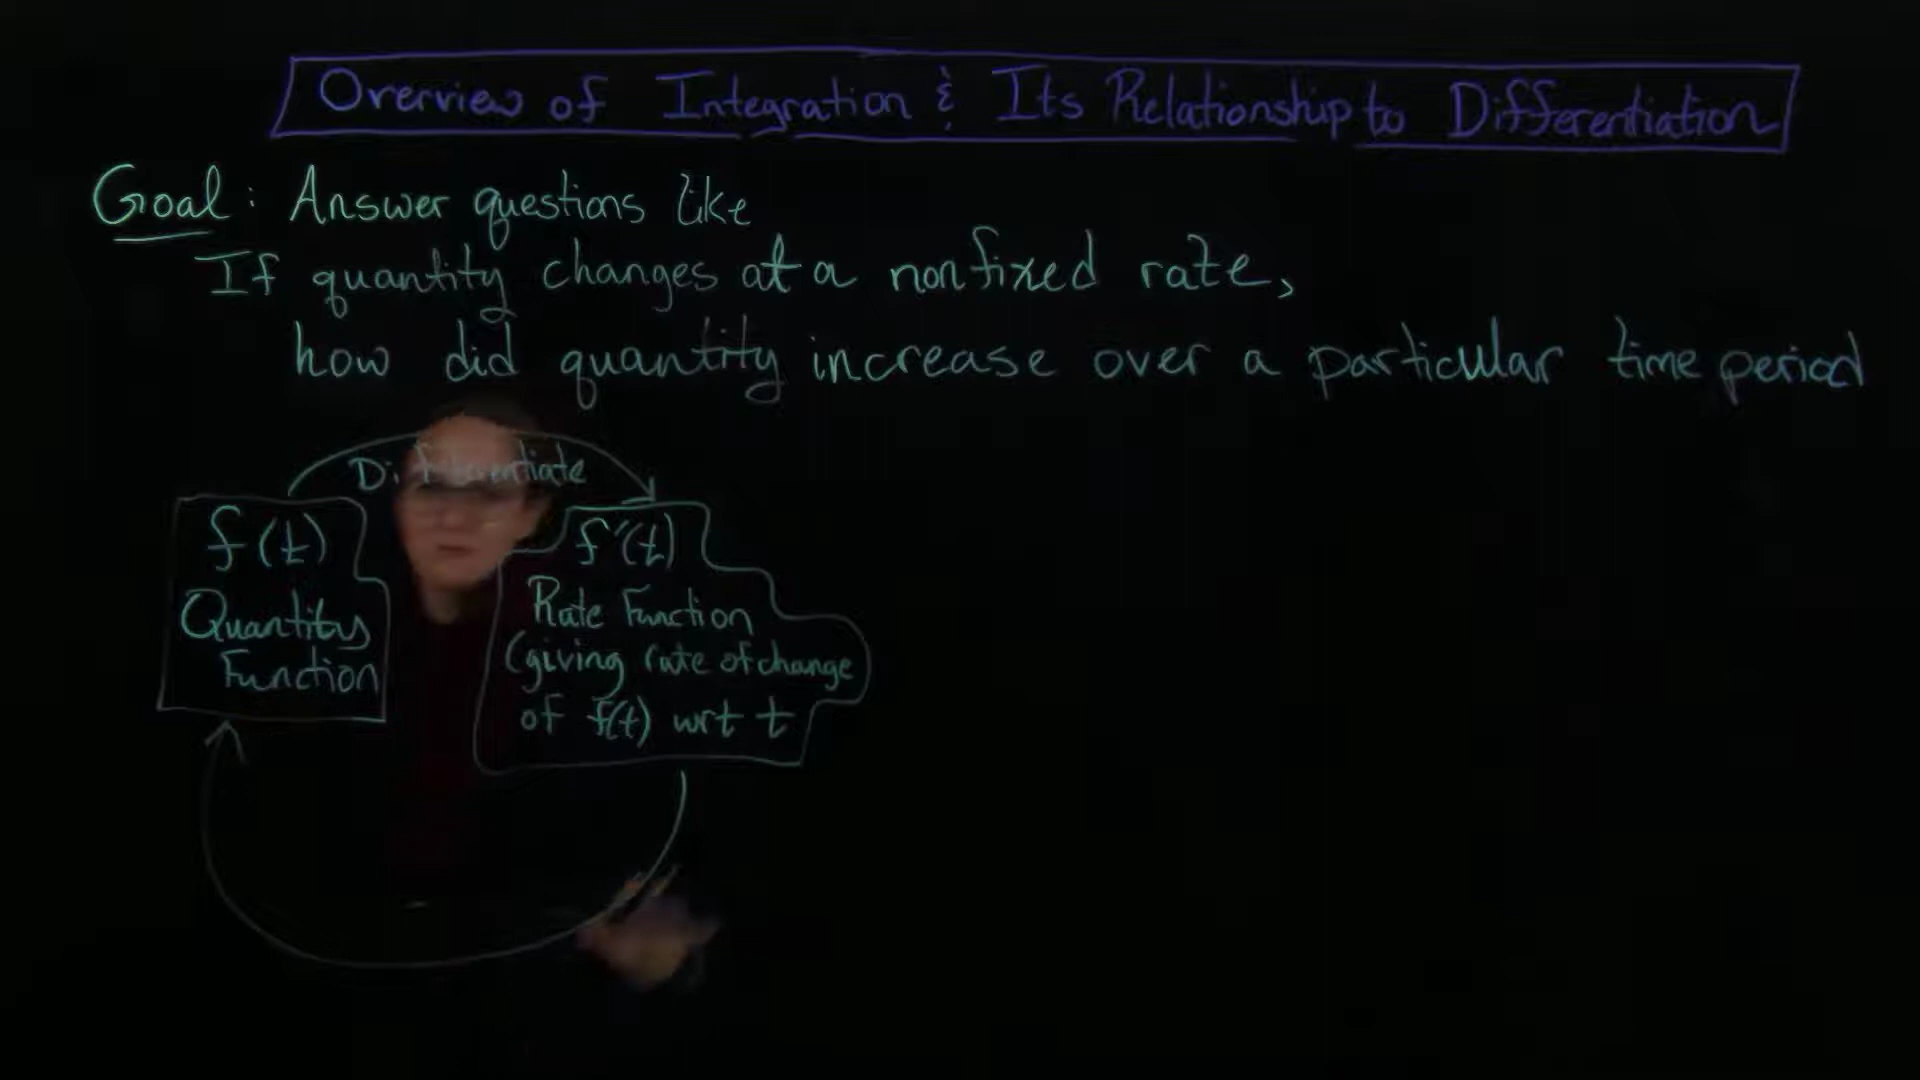 Overview of Integration & Its Relationship to Differentiation
Goal: Answer questions like
If quantity changes at a nonfixed rate,
how did quantity increase over a particular time period
Differentiate
f(t)
Quantity
Function
f'(t)
Rate Function
(giving rate of change
of f(t) wrt t